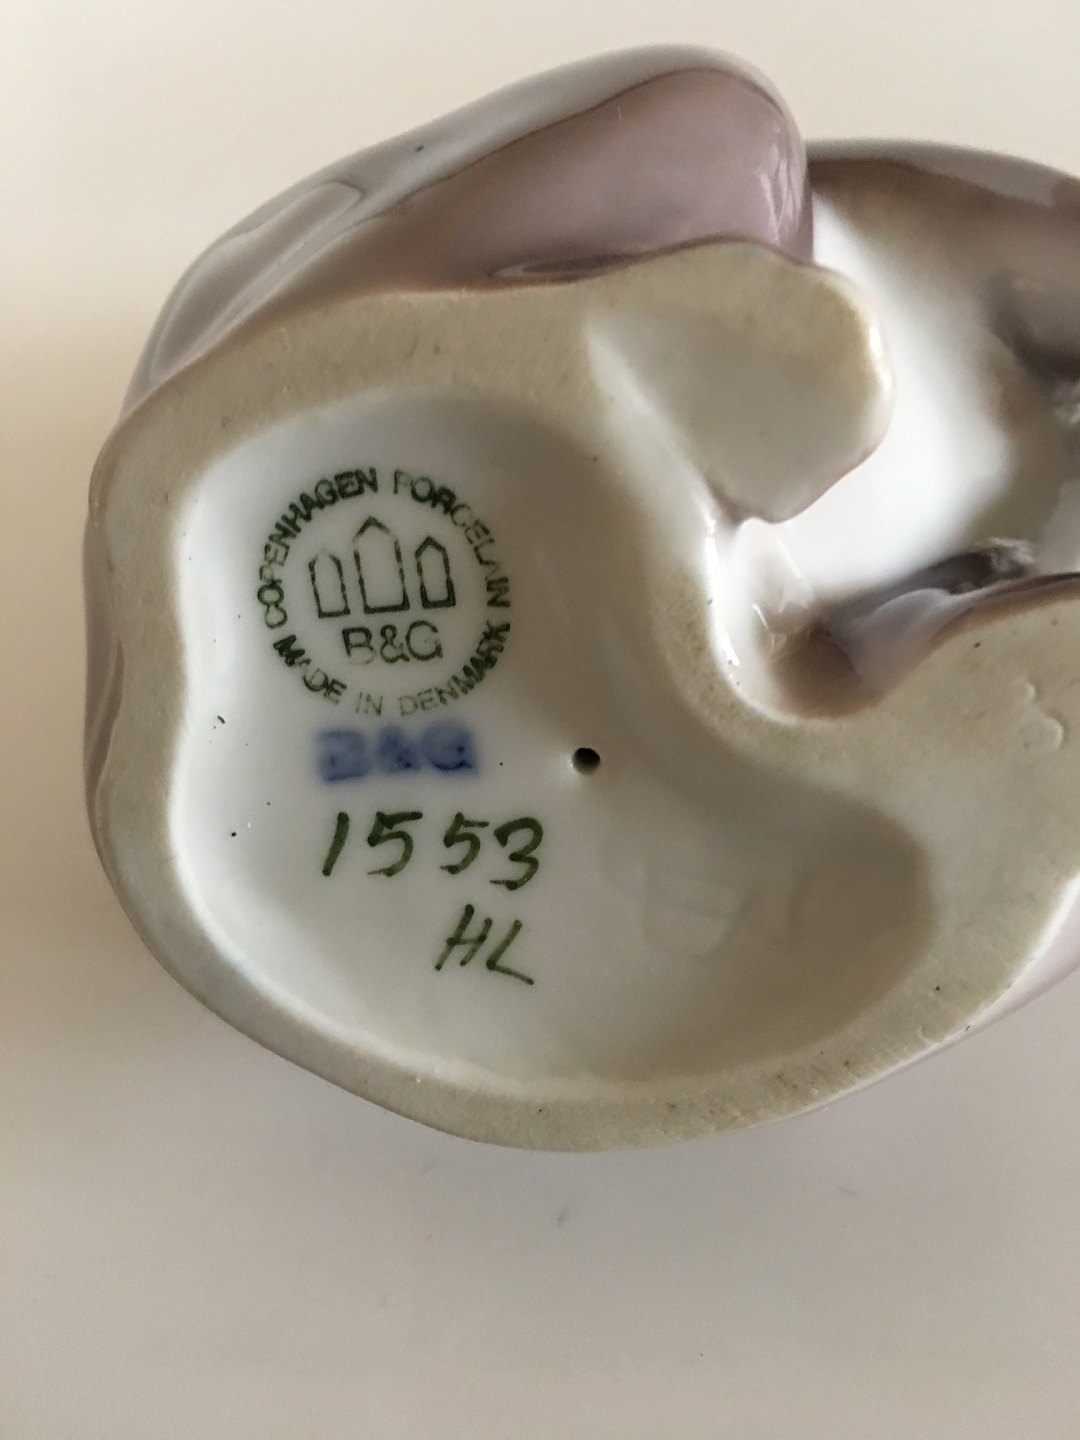 COPENHAGEN PORCELAIN
B&G
MADE IN DENMARK
B&G
1553
HL